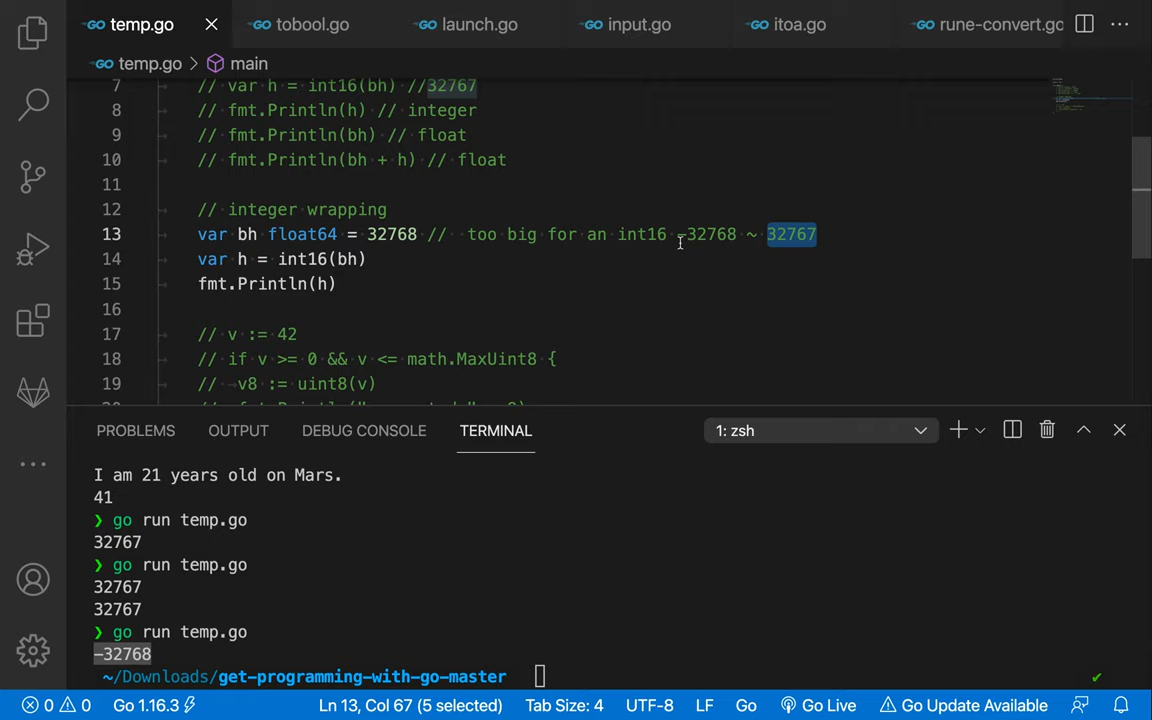 temp.go tobool.go launch.go input.go itoa.go rune-convert.go
temp.go > main
7 // var h = int16(bh) //32767
8 // fmt.Println(h) // integer
9 // fmt.Println(bh) // float
10 // fmt.Println(bh + h) // float
11
12 // integer wrapping
13 var bh float64 = 32768 //  too big for an int16 -32768 ~ 32767
14 var h = int16(bh)
15 fmt.Println(h)
16
17 // v := 42
18 // if v >= 0 && v <= math.MaxUint8 {
19 // v8 := uint8(v)
PROBLEMS OUTPUT DEBUG CONSOLE TERMINAL 1: zsh
I am 21 years old on Mars.
41
❯ go run temp.go
32767
❯ go run temp.go
32767
32767
❯ go run temp.go
-32768
~/Downloads/get-programming-with-go-master
0 0 Go 1.16.3 Ln 13, Col 67 (5 selected) Tab Size: 4 UTF-8 LF Go Go Live Go Update Available